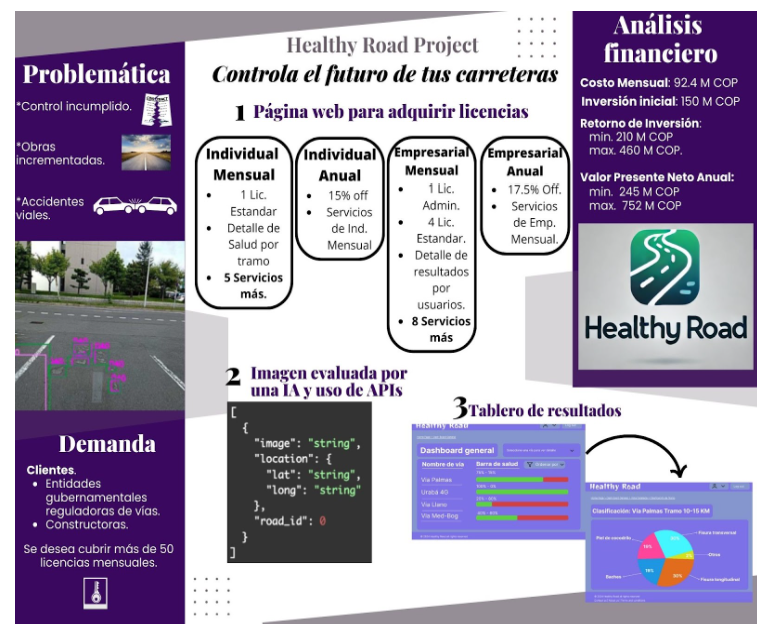 Healthy Road Project
Controla el futuro de tus carreteras
Problemática
*Control incumplido.
*Obras
incrementadas.
*Accidentes
viales.
Demanda
Clientes.
• Entidades
gubernamentales
reguladoras de vías.
• Constructoras.
Se desea cubrir más de 50
licencias mensuales.
1 Página web para adquirir licencias
Individual
Mensual
• 1 Lic.
Estandar
• Detalle de
Salud por
tramo
• 5 Servicios
más.
Individual
Anual
• 15% off
• Servicios
de Ind.
Mensual
Empresarial
Mensual
• 1 Lic.
Admin.
• 4 Lic.
Estandar.
• Detalle de
resultados
por
usuarios.
• 8 Servicios
más
Empresarial
Anual
• 17.5% Off.
• Servicios
de Emp.
Mensual.
2 Imagen evaluada por
una IA y uso de APIs
[
{
"image": "string",
"location": {
"lat": "string",
"long": "string"
},
"road_id": 0
}
]
3 Tablero de resultados
Healthy Road
Dashboard general
Nombre de vía
Barra de salud
Via Palmas
Uraba 40
Via Llano
Via Med-Bog
Healthy Road
Clasificación: Vía Palmas Tramo 10-15 KM
Piel de cocodrilo
Fisura transversal
Otros
Baches
Fisura longitudinal
Análisis
financiero
Costo Mensual: 92.4 M COP
Inversión inicial: 150 M COP
Retorno de Inversión:
min. 210 M COP
max. 460 M COP.
Valor Presente Neto Anual:
min. 245 M COP
max. 752 M COP
Healthy Road